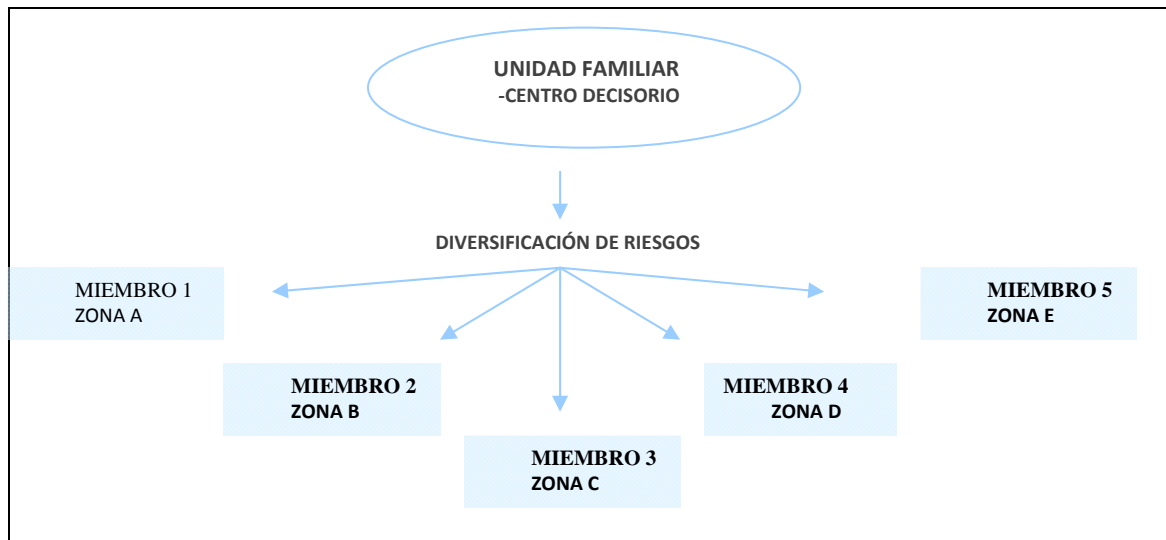 UNIDAD FAMILIAR
-CENTRO DECISORIO
DIVERSIFICACIÓN DE RIESGOS
MIEMBRO 1
ZONA A
MIEMBRO 2
ZONA B
MIEMBRO 3
ZONA C
MIEMBRO 4
ZONA D
MIEMBRO 5
ZONA E